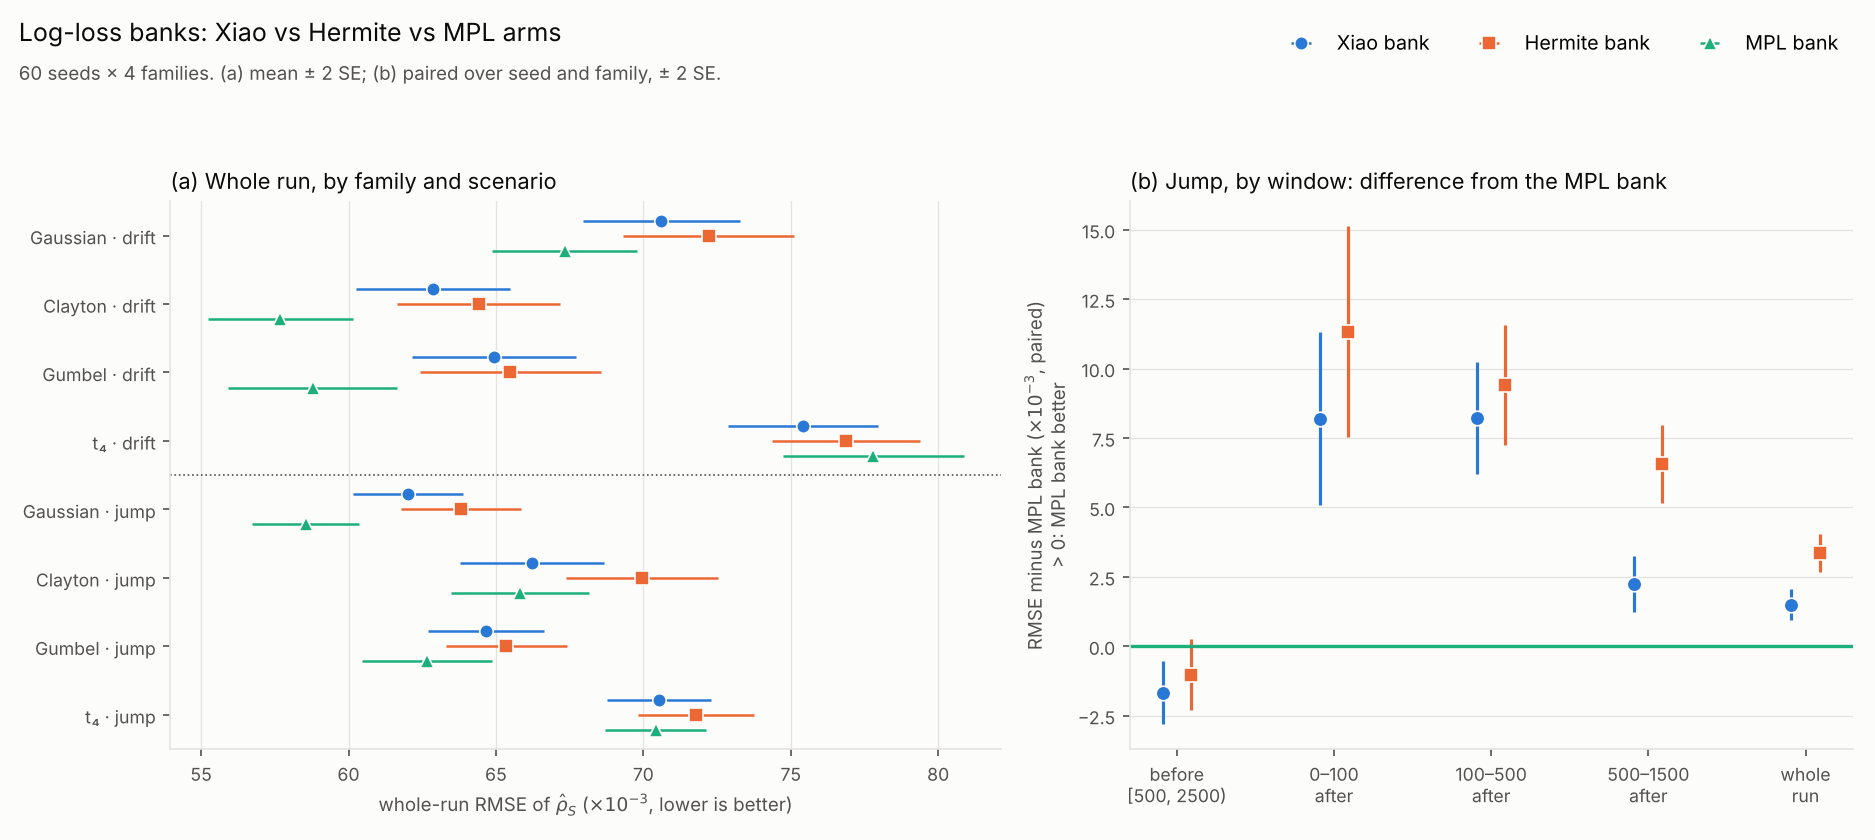 Log-loss banks: Xiao vs Hermite vs MPL arms
60 seeds × 4 families. (a) mean ± 2 SE; (b) paired over seed and family, ± 2 SE.
Xiao bank
Hermite bank
MPL bank
(a) Whole run, by family and scenario
Gaussian · drift
Clayton · drift
Gumbel · drift
t₄ · drift
Gaussian · jump
Clayton · jump
Gumbel · jump
t₄ · jump
55 60 65 70 75 80
whole-run RMSE of ρ̂_S (×10⁻³, lower is better)
(b) Jump, by window: difference from the MPL bank
RMSE minus MPL bank (×10⁻³, paired)
> 0: MPL bank better
15.0
12.5
10.0
7.5
5.0
2.5
0.0
−2.5
before 0–100 100–500 500–1500 whole
[500, 2500) after after after run